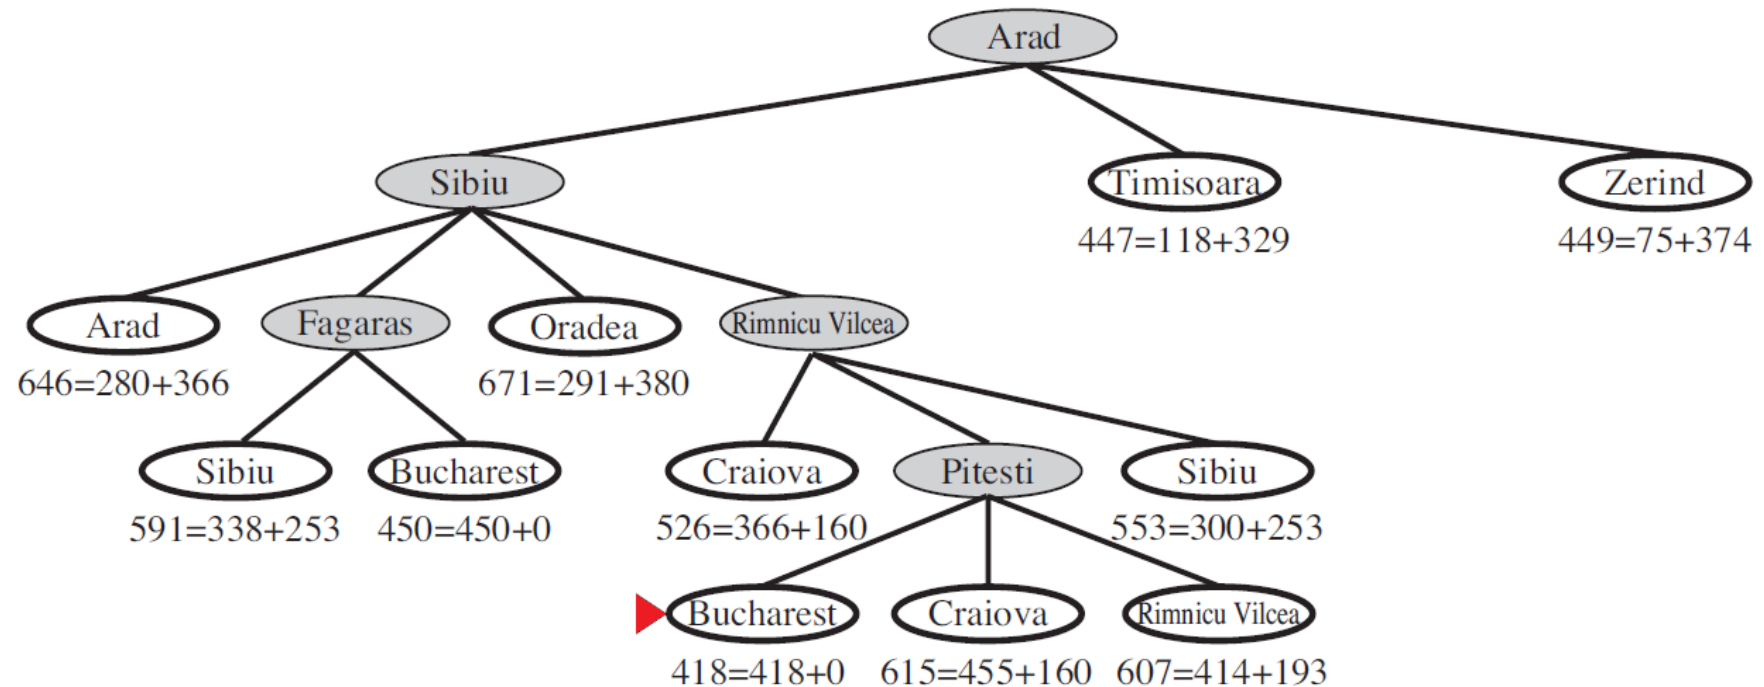 Arad
Sibiu
Timisoara
Zerind
447=118+329
449=75+374
Arad
Fagaras
Oradea
Rimnicu Vilcea
646=280+366
671=291+380
Sibiu
Bucharest
Craiova
Pitesti
Sibiu
591=338+253
450=450+0
526=366+160
553=300+253
Bucharest
Craiova
Rimnicu Vilcea
418=418+0
615=455+160
607=414+193